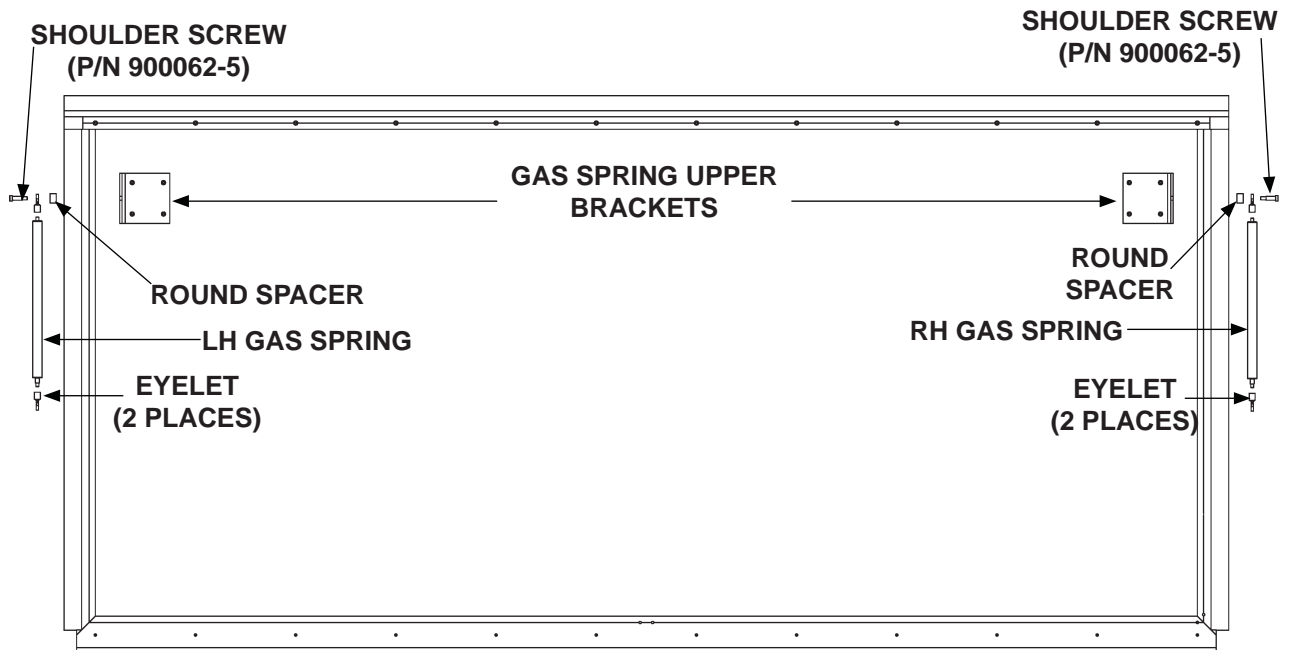 SHOULDER SCREW
(P/N 900062-5)
SHOULDER SCREW
(P/N 900062-5)
GAS SPRING UPPER
BRACKETS
ROUND SPACER
ROUND
SPACER
LH GAS SPRING
RH GAS SPRING
EYELET
(2 PLACES)
EYELET
(2 PLACES)